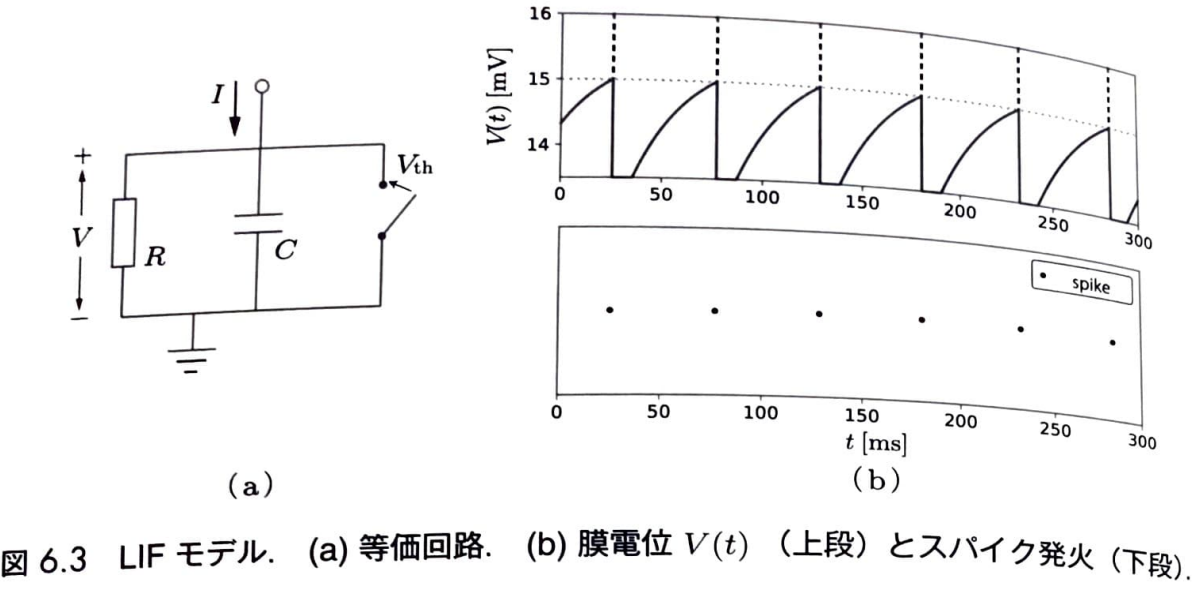 I
+
V
−
R
C
Vth
(a)
V(t) [mV]
16
15
14
0 50 100 150 200 250 300
spike
0 50 100 150 200 250 300
t [ms]
(b)
図 6.3 LIF モデル. (a) 等価回路. (b) 膜電位 V(t) （上段）とスパイク発火（下段）.